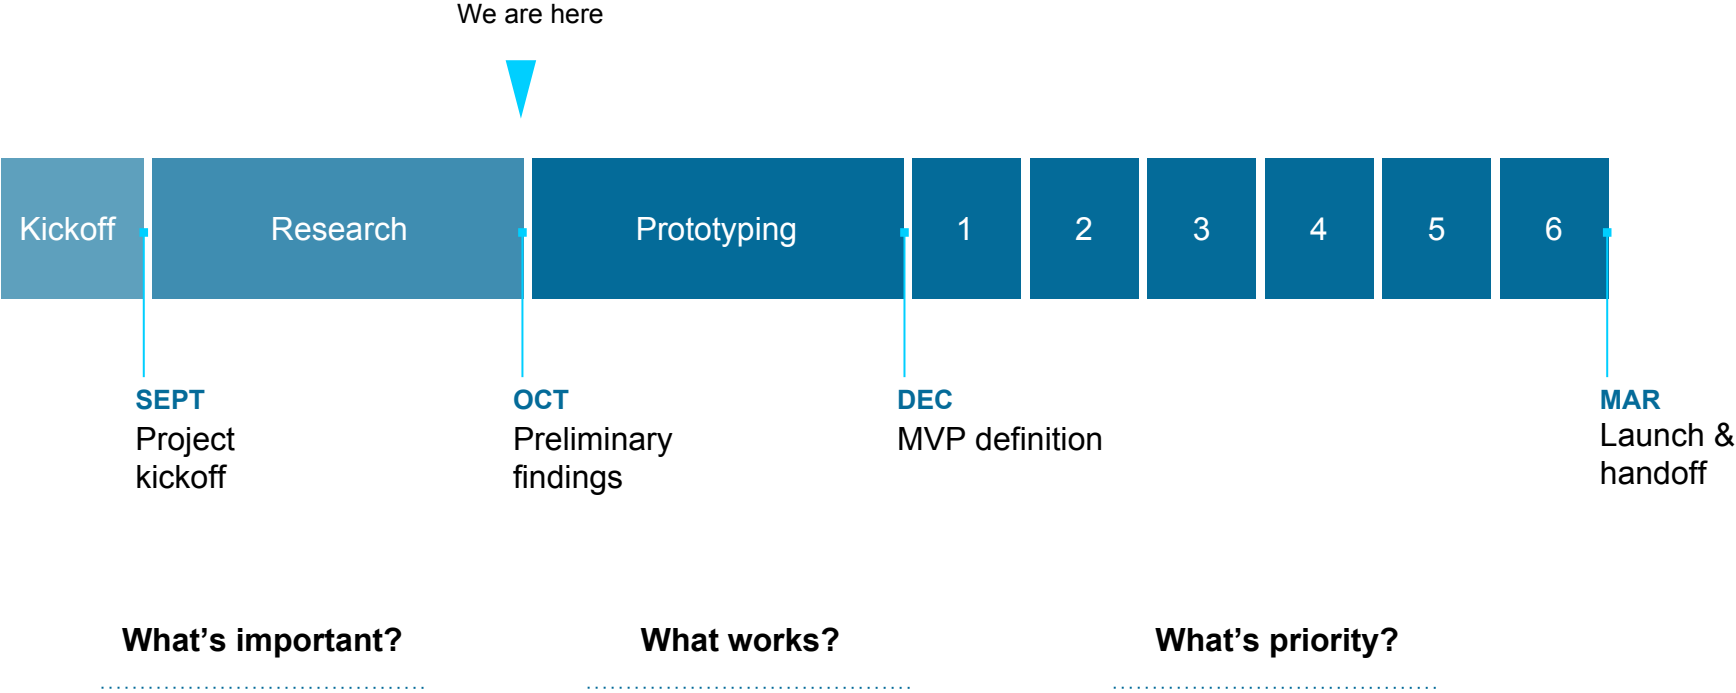 We are here
Kickoff
Research
Prototyping
1
2
3
4
5
6
SEPT
Project
kickoff
OCT
Preliminary
findings
DEC
MVP definition
MAR
Launch &
handoff
What’s important?
What works?
What’s priority?